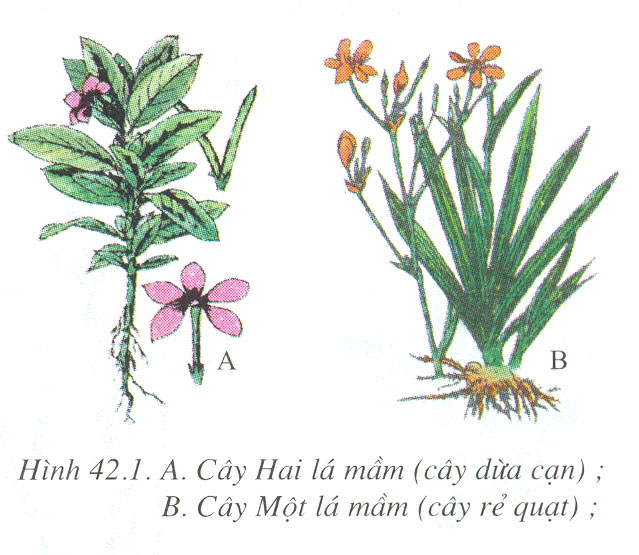 A
B
Hình 42.1. A. Cây Hai lá mầm (cây dừa cạn) ;
B. Cây Một lá mầm (cây rẻ quạt) ;